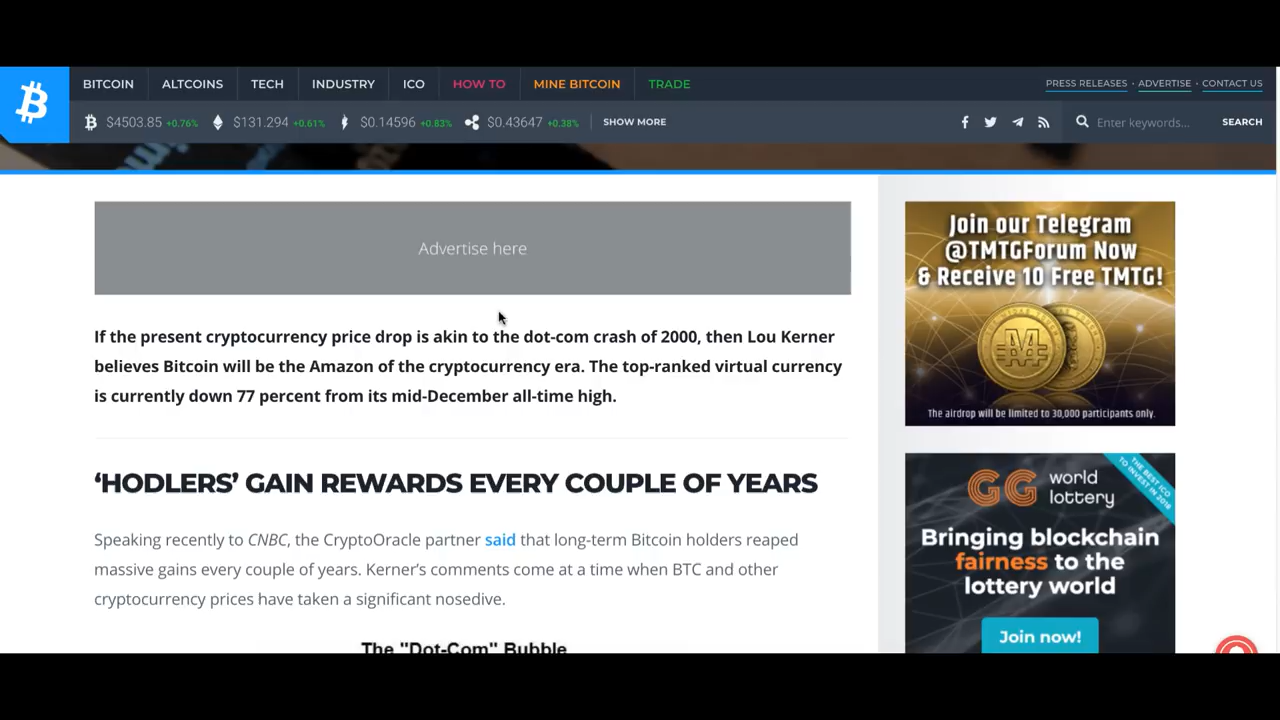 BITCOIN ALTCOINS TECH INDUSTRY ICO HOW TO MINE BITCOIN TRADE PRESS RELEASES · ADVERTISE · CONTACT US
$4503.85 +0.76% $131.294 +0.61% $0.14596 +0.83% $0.43647 +0.38% SHOW MORE Enter keywords... SEARCH
Advertise here
If the present cryptocurrency price drop is akin to the dot-com crash of 2000, then Lou Kerner
believes Bitcoin will be the Amazon of the cryptocurrency era. The top-ranked virtual currency
is currently down 77 percent from its mid-December all-time high.
‘HODLERS’ GAIN REWARDS EVERY COUPLE OF YEARS
Speaking recently to CNBC, the CryptoOracle partner said that long-term Bitcoin holders reaped
massive gains every couple of years. Kerner’s comments come at a time when BTC and other
cryptocurrency prices have taken a significant nosedive.
The "Dot-Com" Bubble
Join our Telegram
@TMTGForum Now
& Receive 10 Free TMTG!
The airdrop will be limited to 30,000 participants only.
THE BEST ICO
TO INVEST IN 2018
GG world
lottery
Bringing blockchain
fairness to the
lottery world
Join now!